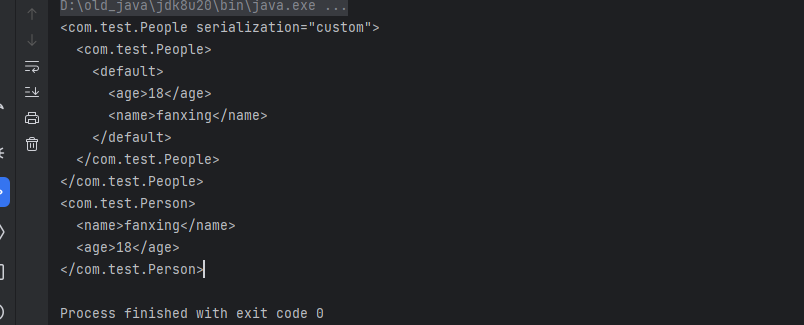 D:\old_java\jdk8u20\bin\java.exe ...
<com.test.People serialization="custom">
  <com.test.People>
    <default>
      <age>18</age>
      <name>fanxing</name>
    </default>
  </com.test.People>
</com.test.People>
<com.test.Person>
  <name>fanxing</name>
  <age>18</age>
</com.test.Person>
Process finished with exit code 0